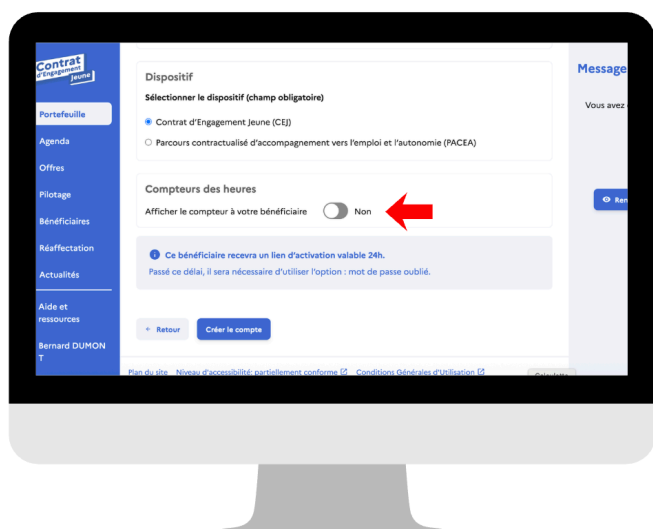 Contrat
d'Engagement
Jeune
Portefeuille
Agenda
Offres
Pilotage
Bénéficiaires
Réaffectation
Actualités
Aide et
ressources
Bernard DUMON
T
Dispositif
Sélectionner le dispositif (champ obligatoire)
Contrat d'Engagement Jeune (CEJ)
Parcours contractualisé d'accompagnement vers l'emploi et l'autonomie (PACEA)
Compteurs des heures
Afficher le compteur à votre bénéficiaire Non
Ce bénéficiaire recevra un lien d'activation valable 24h.
Passé ce délai, il sera nécessaire d'utiliser l'option : mot de passe oublié.
← Retour Créer le compte
Plan du site Niveau d'accessibilité: partiellement conforme Conditions Générales d'Utilisation
Message
Vous avez
Ren